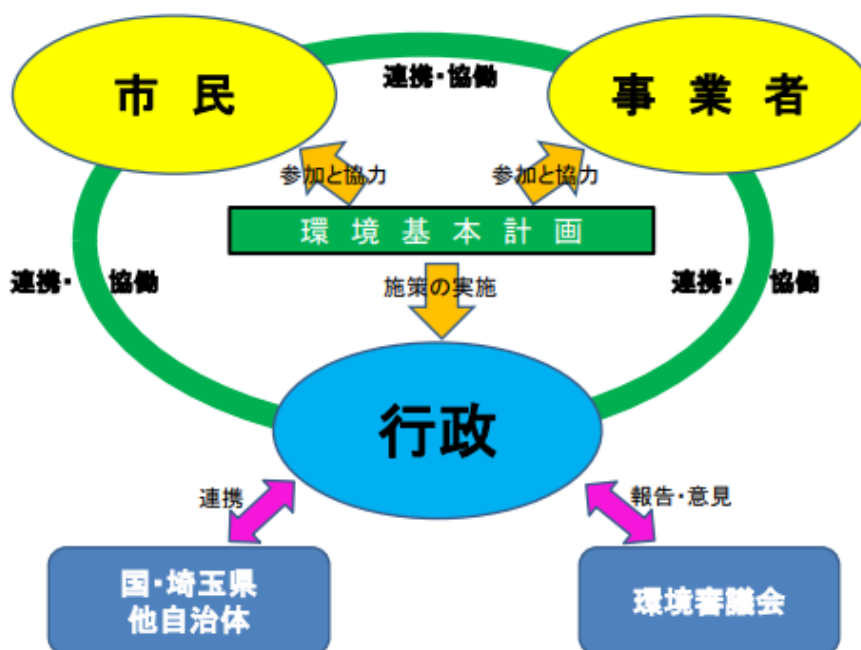 市民
連携・協働
事業者
参加と協力
参加と協力
環境基本計画
連携・協働
施策の実施
連携・協働
行政
連携
報告・意見
国・埼玉県
他自治体
環境審議会